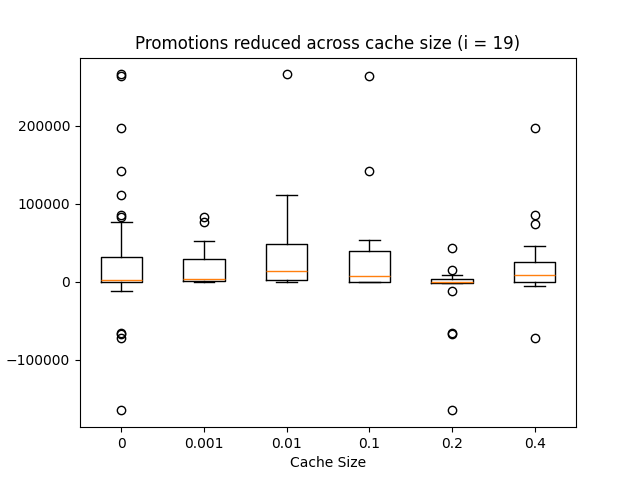 Promotions reduced across cache size (i = 19)
200000
100000
0
−100000
0 0.001 0.01 0.1 0.2 0.4
Cache Size